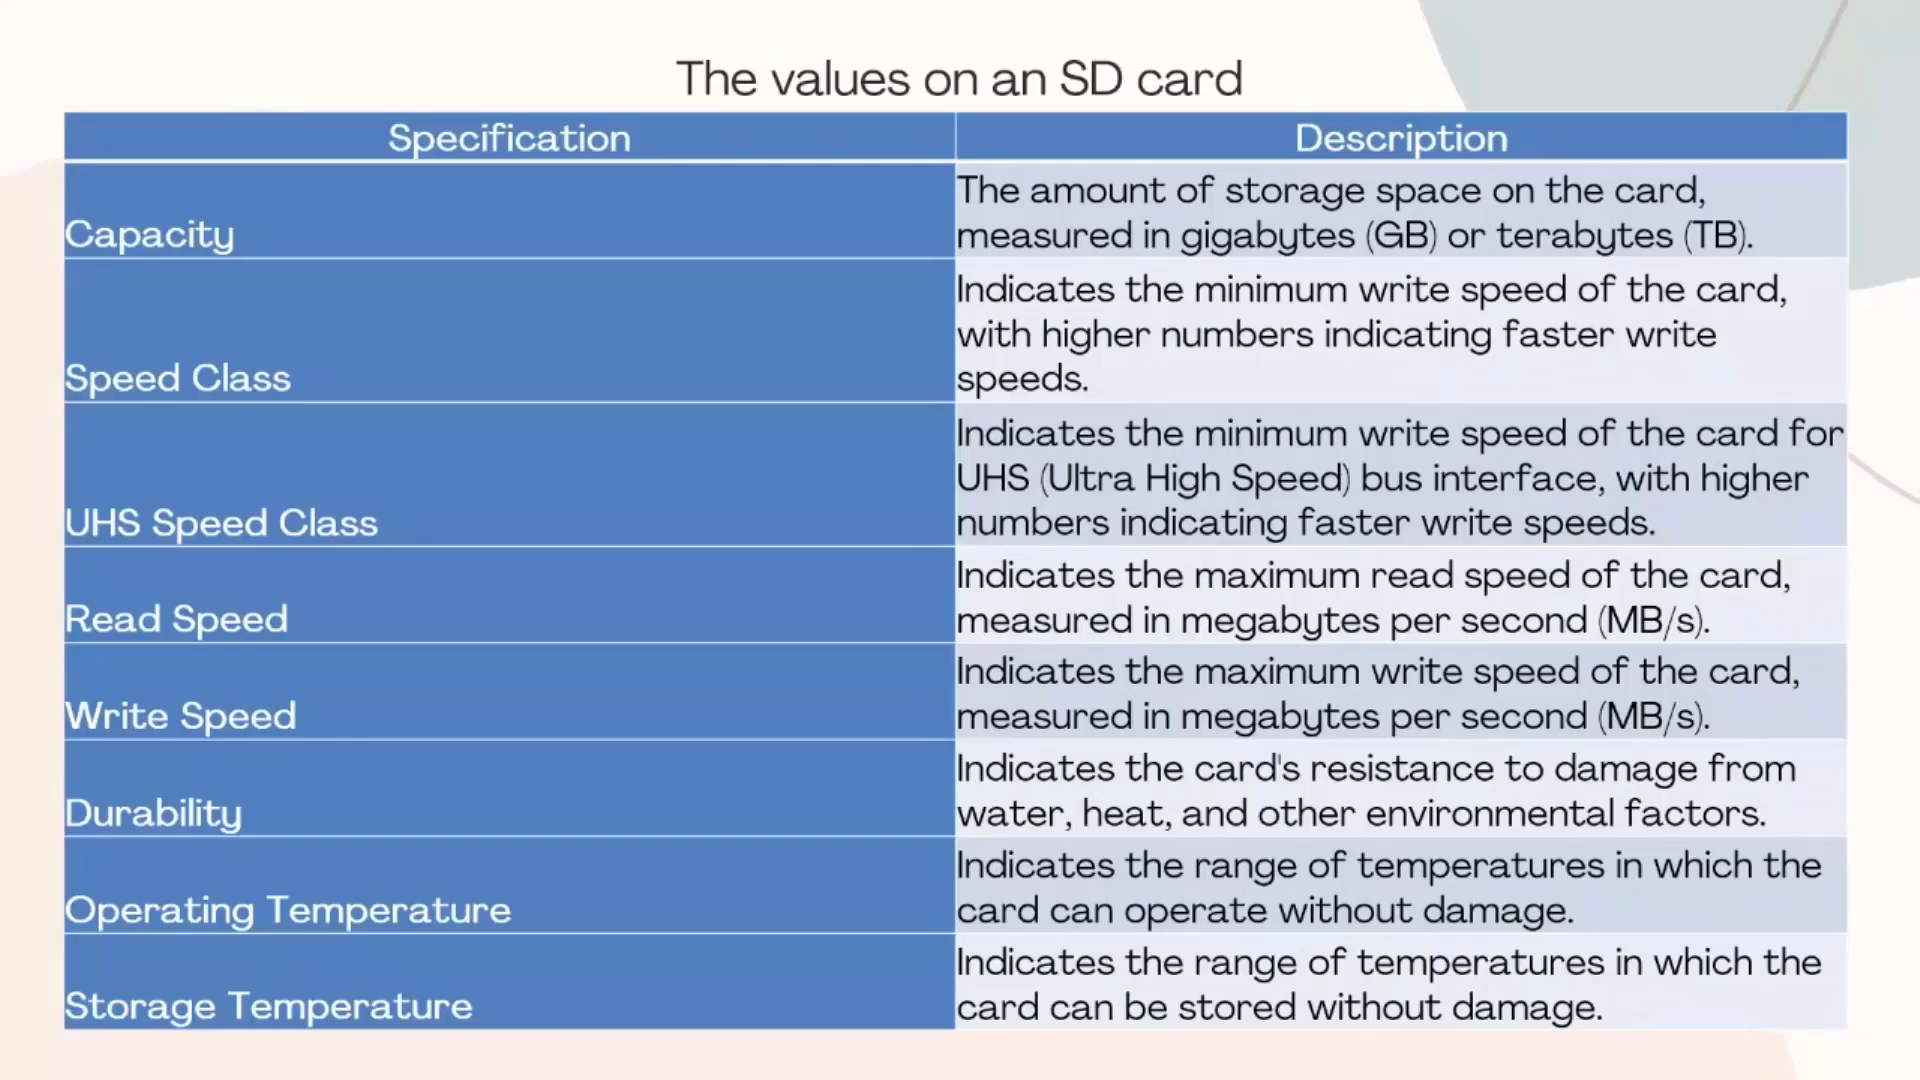 The values on an SD card
Specification
Description
Capacity
The amount of storage space on the card,
measured in gigabytes (GB) or terabytes (TB).
Speed Class
Indicates the minimum write speed of the card,
with higher numbers indicating faster write
speeds.
UHS Speed Class
Indicates the minimum write speed of the card for
UHS (Ultra High Speed) bus interface, with higher
numbers indicating faster write speeds.
Read Speed
Indicates the maximum read speed of the card,
measured in megabytes per second (MB/s).
Write Speed
Indicates the maximum write speed of the card,
measured in megabytes per second (MB/s).
Durability
Indicates the card's resistance to damage from
water, heat, and other environmental factors.
Operating Temperature
Indicates the range of temperatures in which the
card can operate without damage.
Storage Temperature
Indicates the range of temperatures in which the
card can be stored without damage.